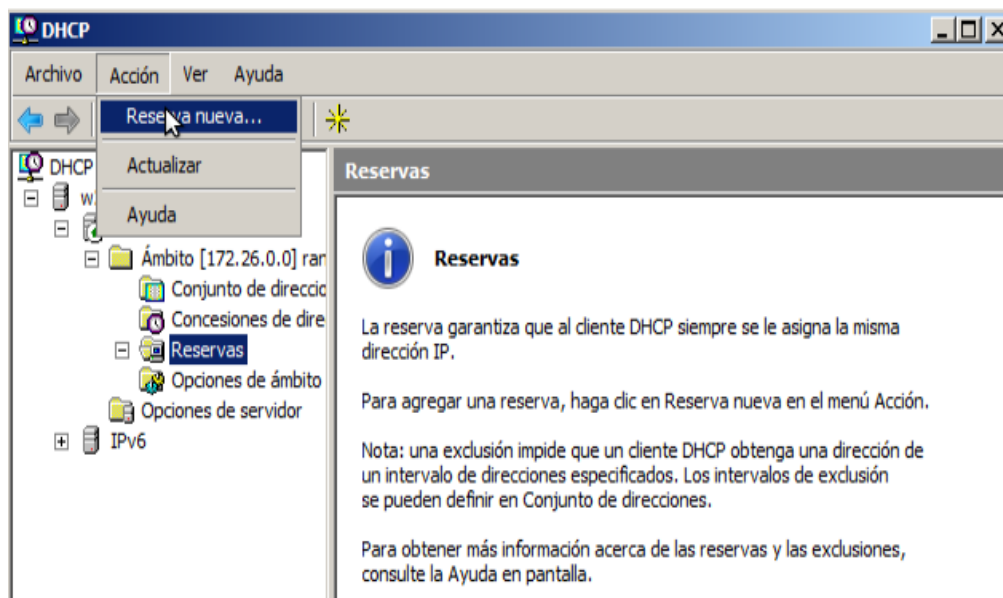 DHCP
Archivo Acción Ver Ayuda
Reserva nueva...
Actualizar
Ayuda
DHCP
w
Ámbito [172.26.0.0] ran
Conjunto de direccio
Concesiones de dire
Reservas
Opciones de ámbito
Opciones de servidor
IPv6
Reservas
Reservas
La reserva garantiza que al cliente DHCP siempre se le asigna la misma
dirección IP.
Para agregar una reserva, haga clic en Reserva nueva en el menú Acción.
Nota: una exclusión impide que un cliente DHCP obtenga una dirección de
un intervalo de direcciones especificados. Los intervalos de exclusión
se pueden definir en Conjunto de direcciones.
Para obtener más información acerca de las reservas y las exclusiones,
consulte la Ayuda en pantalla.